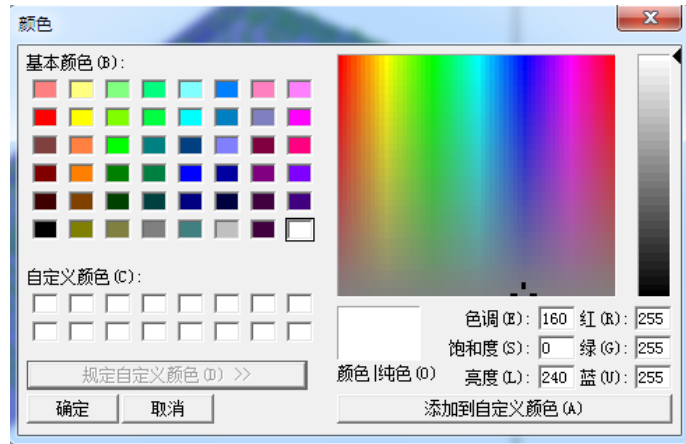 颜色
基本颜色(B):
自定义颜色(C):
规定自定义颜色(D) >>
确定 取消
颜色|纯色(O)
色调(E): 160 红(R): 255
饱和度(S): 0 绿(G): 255
亮度(L): 240 蓝(U): 255
添加到自定义颜色(A)